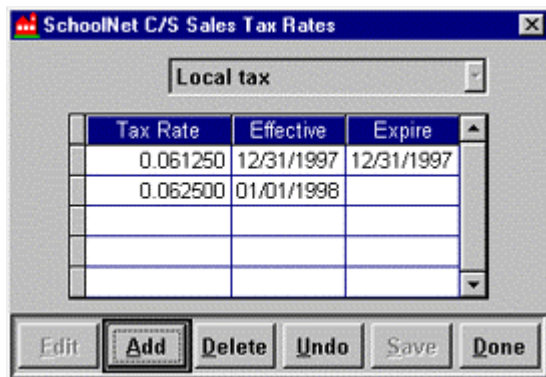 SchoolNet C/S Sales Tax Rates
Local tax
Tax Rate Effective Expire
0.061250 12/31/1997 12/31/1997
0.062500 01/01/1998
Edit Add Delete Undo Save Done